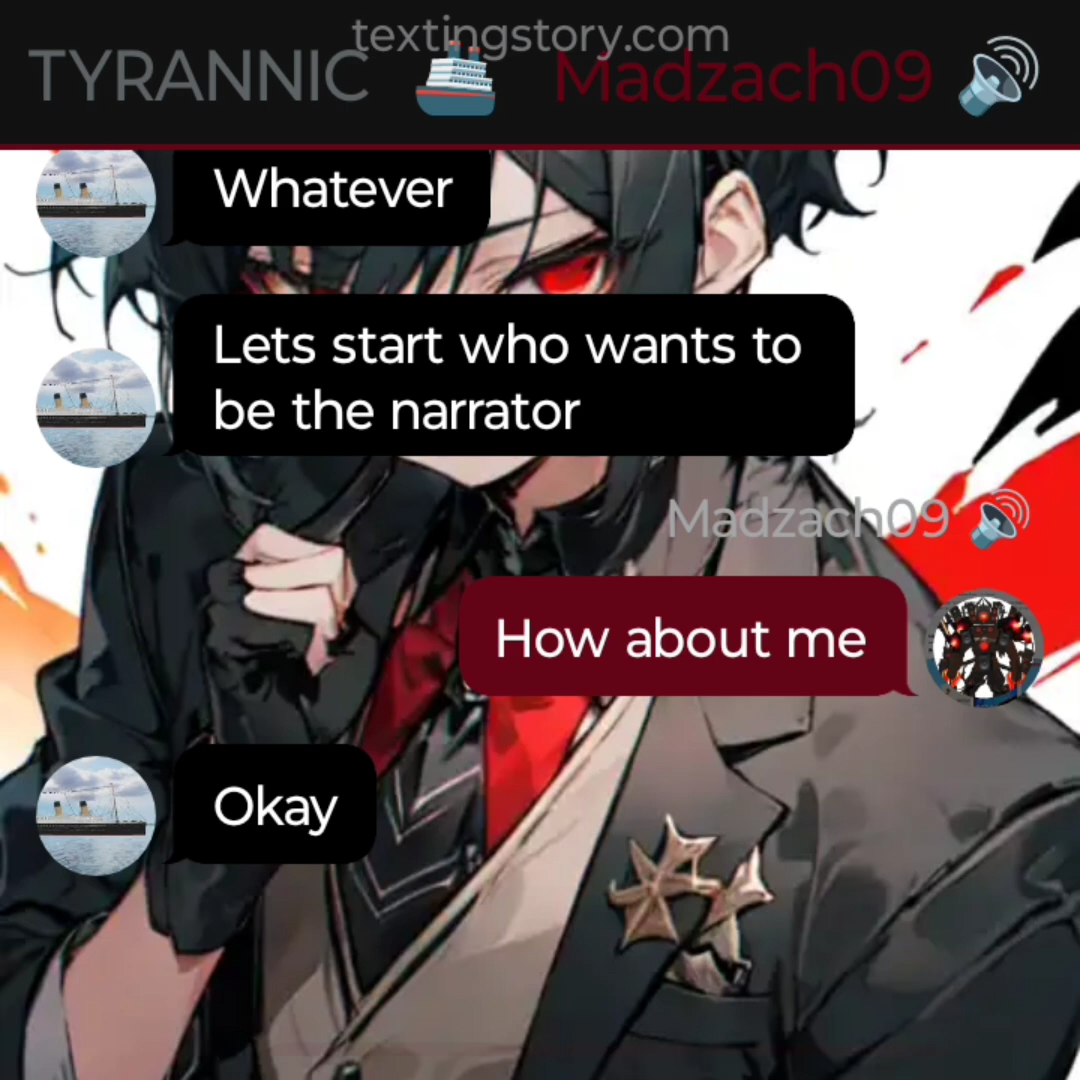 textingstory.com
TYRANNIC 🚢 Madzach09 🔊
Whatever
Lets start who wants to
be the narrator
Madzach09 🔊
How about me
Okay